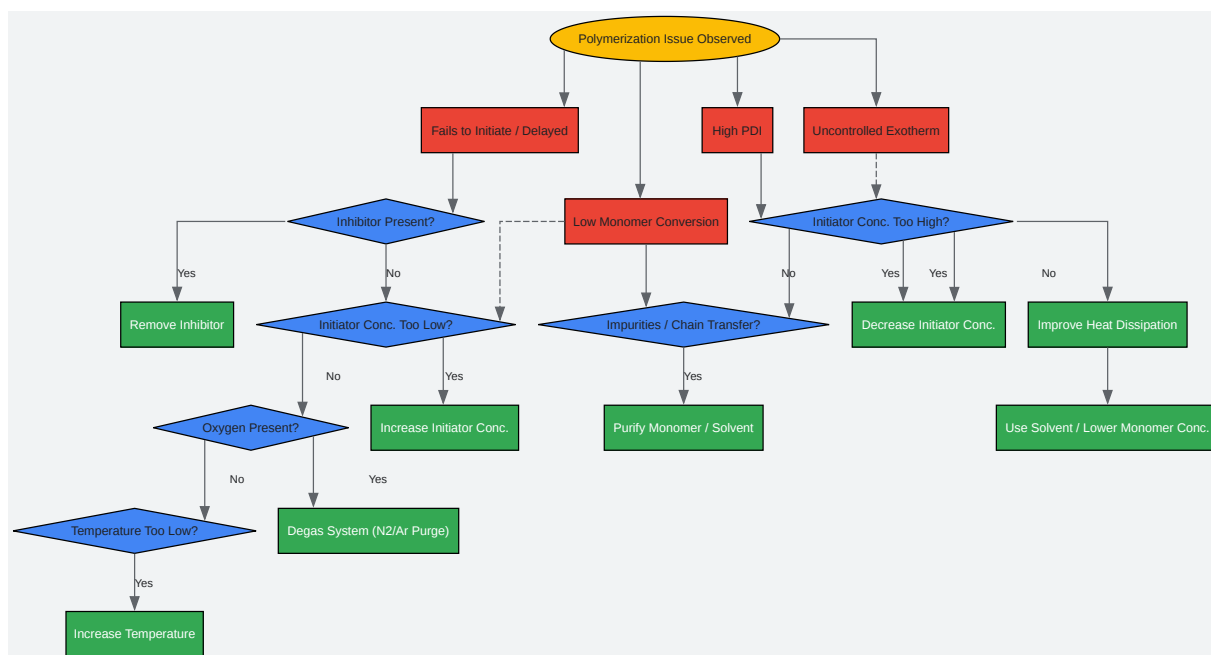 Polymerization Issue Observed
Fails to Initiate / Delayed
High PDI
Uncontrolled Exotherm
Inhibitor Present?
Low Monomer Conversion
Initiator Conc. Too High?
Yes
No
No
Yes
Yes
No
Remove Inhibitor
Initiator Conc. Too Low?
Impurities / Chain Transfer?
Decrease Initiator Conc.
Improve Heat Dissipation
No
Yes
Yes
Oxygen Present?
Increase Initiator Conc.
Purify Monomer / Solvent
Use Solvent / Lower Monomer Conc.
No
Yes
Temperature Too Low?
Degas System (N2/Ar Purge)
Yes
Increase Temperature